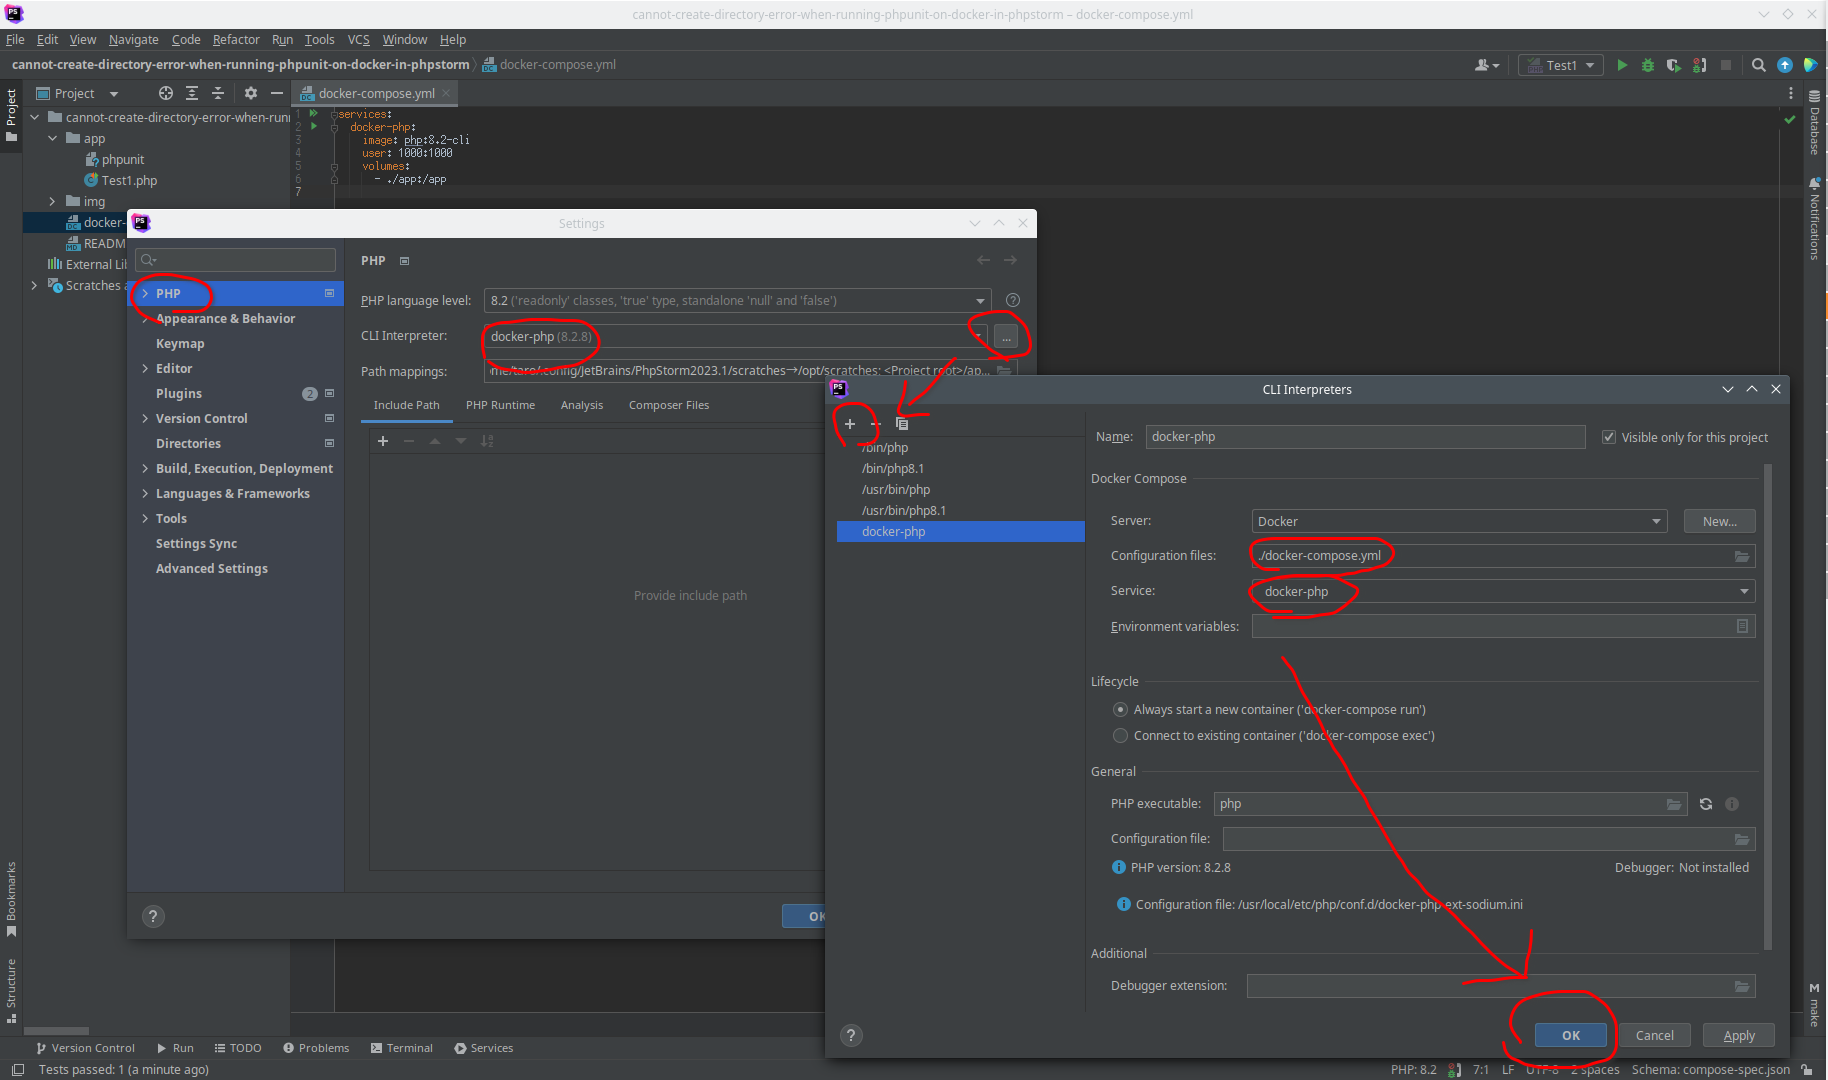 cannot-create-directory-error-when-running-phpunit-on-docker-in-phpstorm – docker-compose.yml
File Edit View Navigate Code Refactor Run Tools VCS Window Help
cannot-create-directory-error-when-running-phpunit-on-docker-in-phpstorm docker-compose.yml
Test1
Project
Project
docker-compose.yml
cannot-create-directory-error-when-run
app
phpunit
Test1.php
img
docker-
READM
External Lib
Scratches a
1 services:
2 docker-php:
3 image: php:8.2-cli
4 user: 1000:1000
5 volumes:
6 - ./app:/app
7
Database
Notifications
make
Bookmarks
Structure
Settings
PHP
Appearance & Behavior
Keymap
Editor
Plugins 2
Version Control
Directories
Build, Execution, Deployment
Languages & Frameworks
Tools
Settings Sync
Advanced Settings
PHP
PHP language level: 8.2 ('readonly' classes, 'true' type, standalone 'null' and 'false')
CLI Interpreter: docker-php (8.2.8) ...
Path mappings: me/taro/.config/JetBrains/PhpStorm2023.1/scratches→/opt/scratches; <Project root>/ap...
Include Path PHP Runtime Analysis Composer Files
Provide include path
?
OK
CLI Interpreters
/bin/php
/bin/php8.1
/usr/bin/php
/usr/bin/php8.1
docker-php
Name: docker-php Visible only for this project
Docker Compose
Server: Docker New...
Configuration files: ./docker-compose.yml
Service: docker-php
Environment variables:
Lifecycle
Always start a new container ('docker-compose run')
Connect to existing container ('docker-compose exec')
General
PHP executable: php
Configuration file:
PHP version: 8.2.8 Debugger: Not installed
Configuration file: /usr/local/etc/php/conf.d/docker-php-ext-sodium.ini
Additional
Debugger extension:
?
OK Cancel Apply
Version Control Run TODO Problems Terminal Services
Tests passed: 1 (a minute ago) PHP: 8.2 7:1 LF UTF-8 2 spaces Schema: compose-spec.json